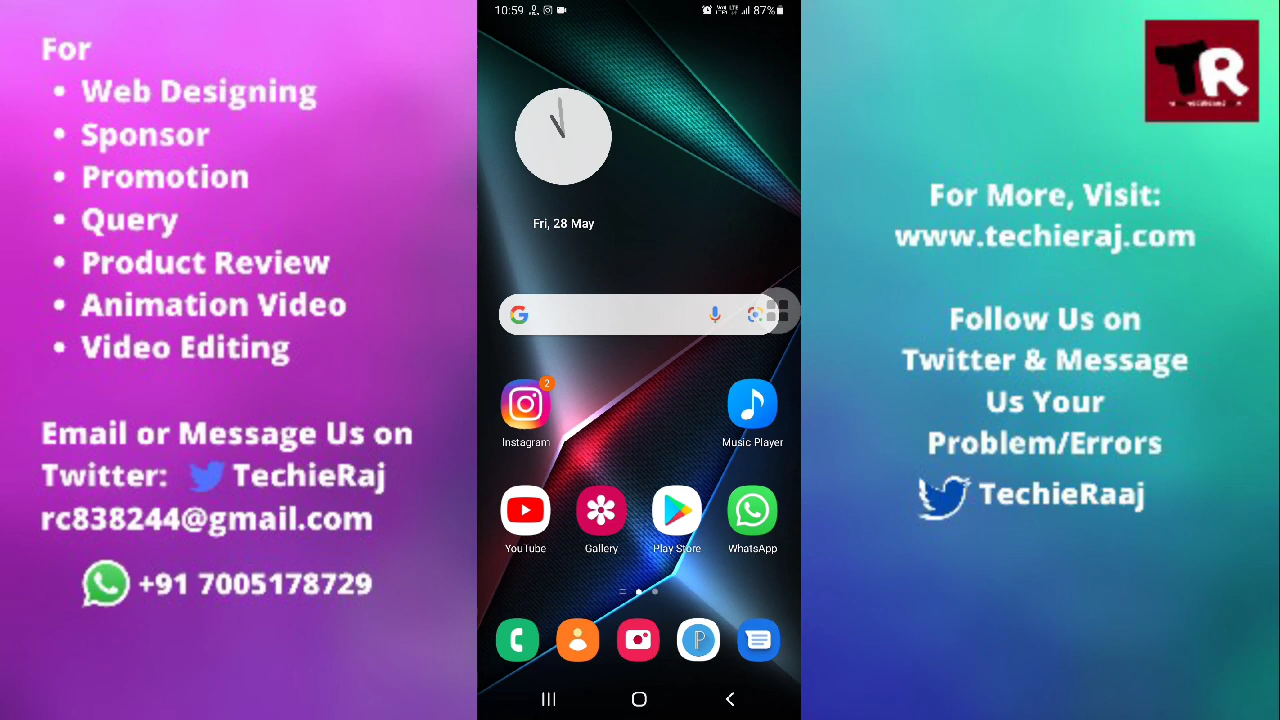 For
• Web Designing
• Sponsor
• Promotion
• Query
• Product Review
• Animation Video
• Video Editing
Email or Message Us on
Twitter: TechieRaj
rc838244@gmail.com
+91 7005178729
10:59
87%
Fri, 28 May
2
Instagram
Music Player
YouTube
Gallery
Play Store
WhatsApp
TR
For More, Visit:
www.techieraj.com
Follow Us on
Twitter & Message
Us Your
Problem/Errors
TechieRaaj